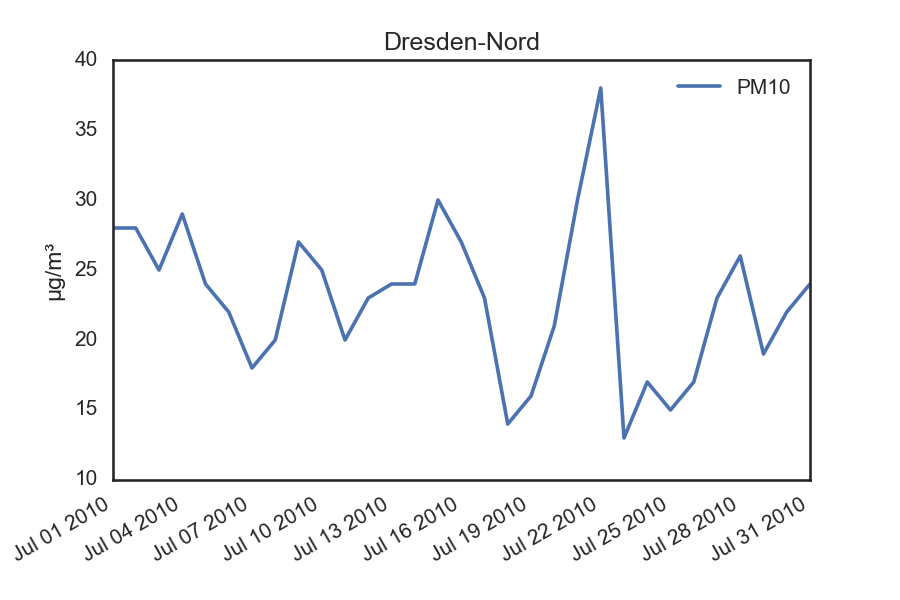 Dresden-Nord
PM10
µg/m³
40
35
30
25
20
15
10
Jul 01 2010
Jul 04 2010
Jul 07 2010
Jul 10 2010
Jul 13 2010
Jul 16 2010
Jul 19 2010
Jul 22 2010
Jul 25 2010
Jul 28 2010
Jul 31 2010